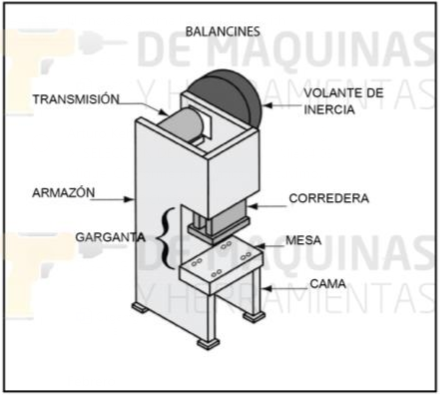 BALANCINES
DE MAQUINAS
Y HERRAMIENTAS
TRANSMISIÓN
VOLANTE DE
INERCIA
ARMAZÓN
CORREDERA
GARGANTA
MESA
DE MAQUINAS
Y HERRAMIENTAS
CAMA